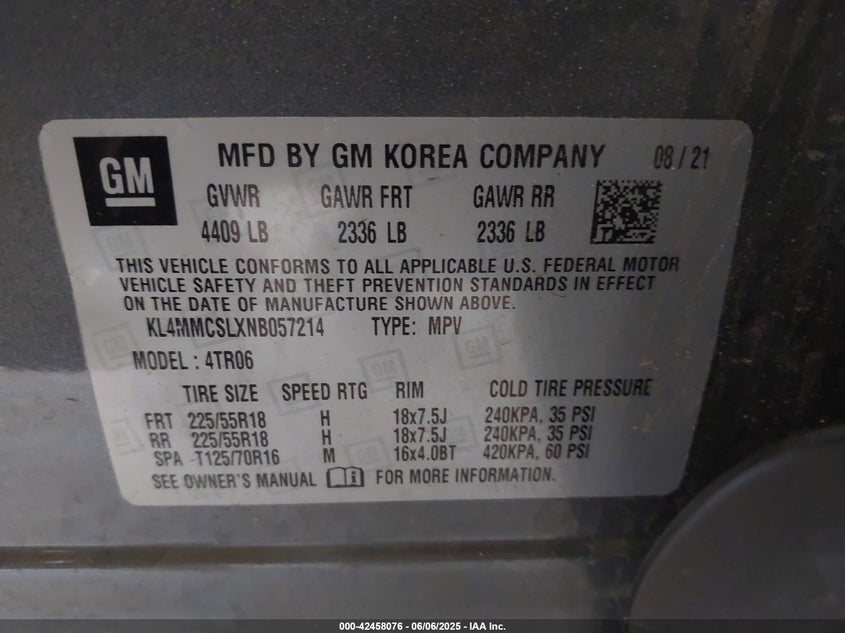 GM
MFD BY GM KOREA COMPANY 08/21
GVWR GAWR FRT GAWR RR
4409 LB 2336 LB 2336 LB
THIS VEHICLE CONFORMS TO ALL APPLICABLE U.S. FEDERAL MOTOR
VEHICLE SAFETY AND THEFT PREVENTION STANDARDS IN EFFECT
ON THE DATE OF MANUFACTURE SHOWN ABOVE.
KL4MMCSLXNB057214 TYPE: MPV
MODEL: 4TR06
TIRE SIZE SPEED RTG RIM COLD TIRE PRESSURE
FRT 225/55R18 H 18x7.5J 240KPA, 35 PSI
RR 225/55R18 H 18x7.5J 240KPA, 35 PSI
SPA T125/70R16 M 16x4.0BT 420KPA, 60 PSI
SEE OWNER'S MANUAL FOR MORE INFORMATION.
000-42458076 - 06/06/2025 - IAA Inc.